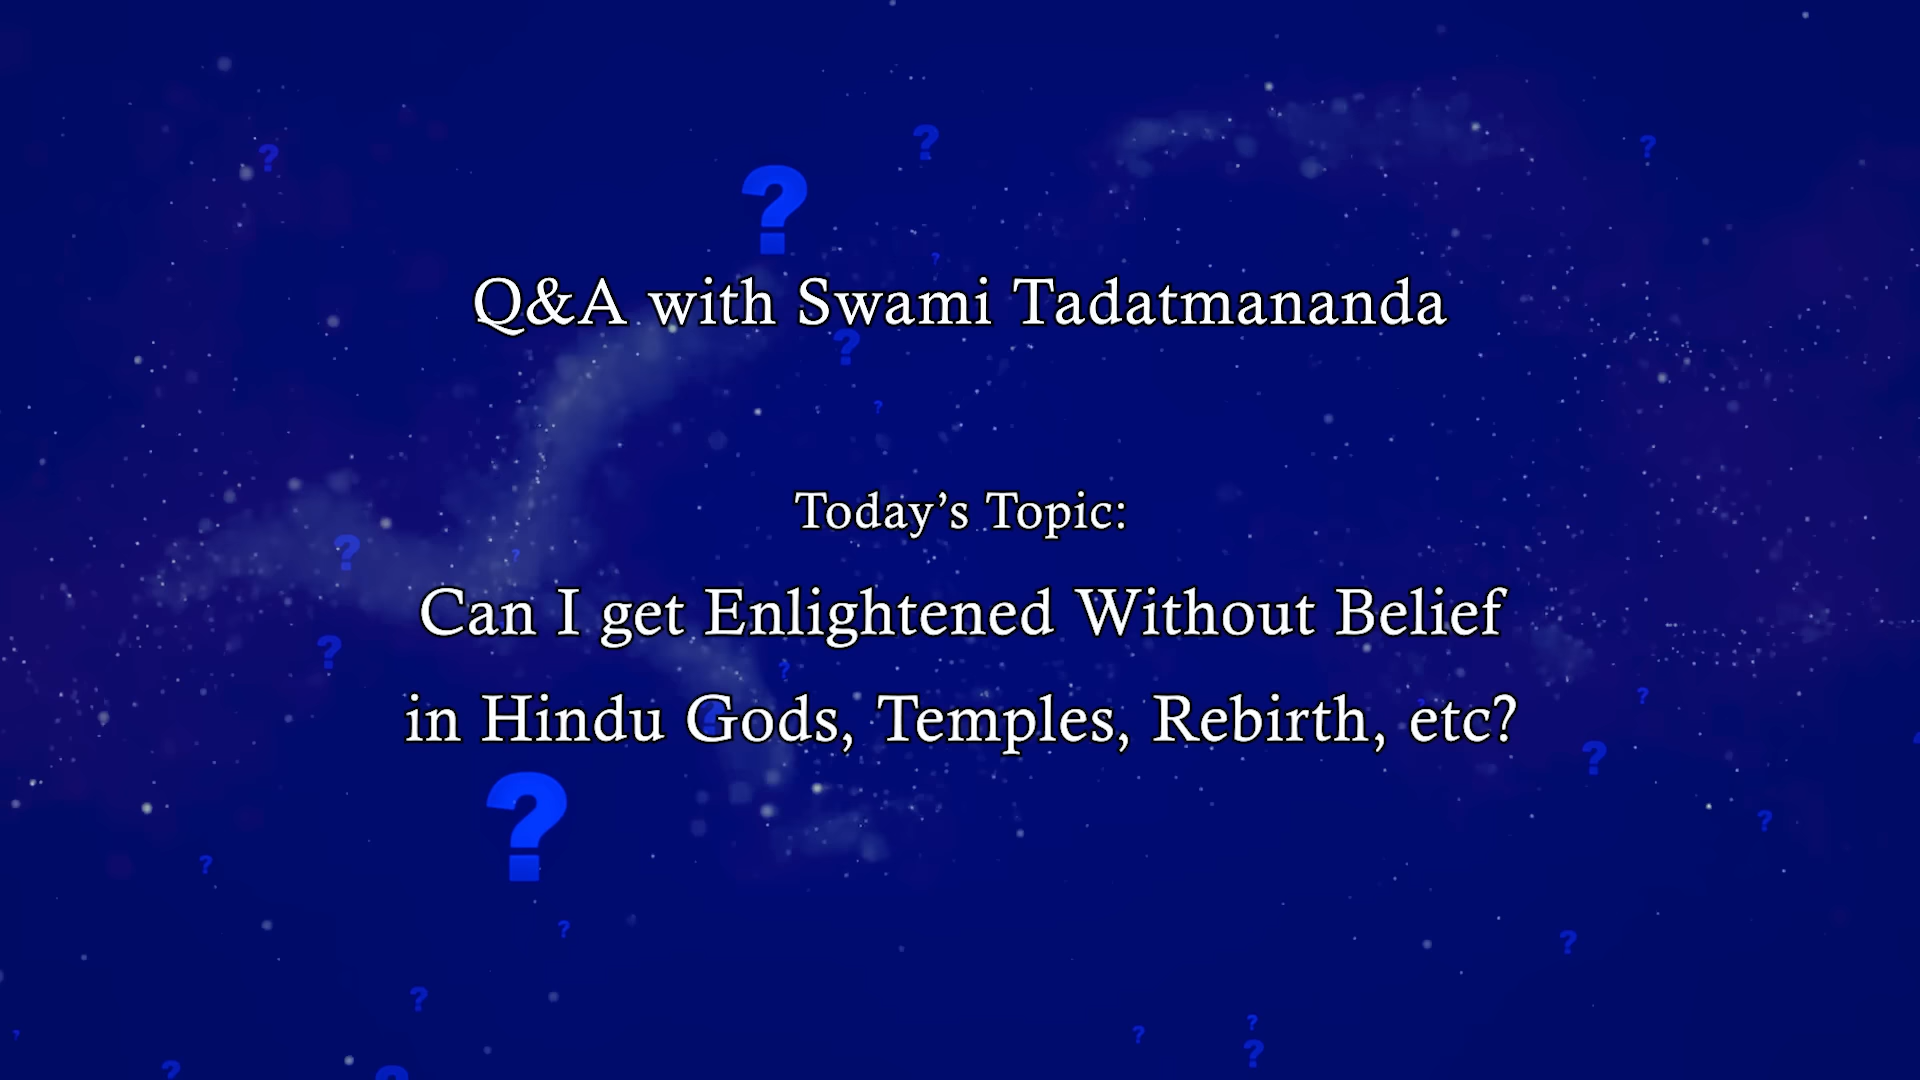 Q&A with Swami Tadatmananda
Today’s Topic:
Can I get Enlightened Without Belief
in Hindu Gods, Temples, Rebirth, etc?